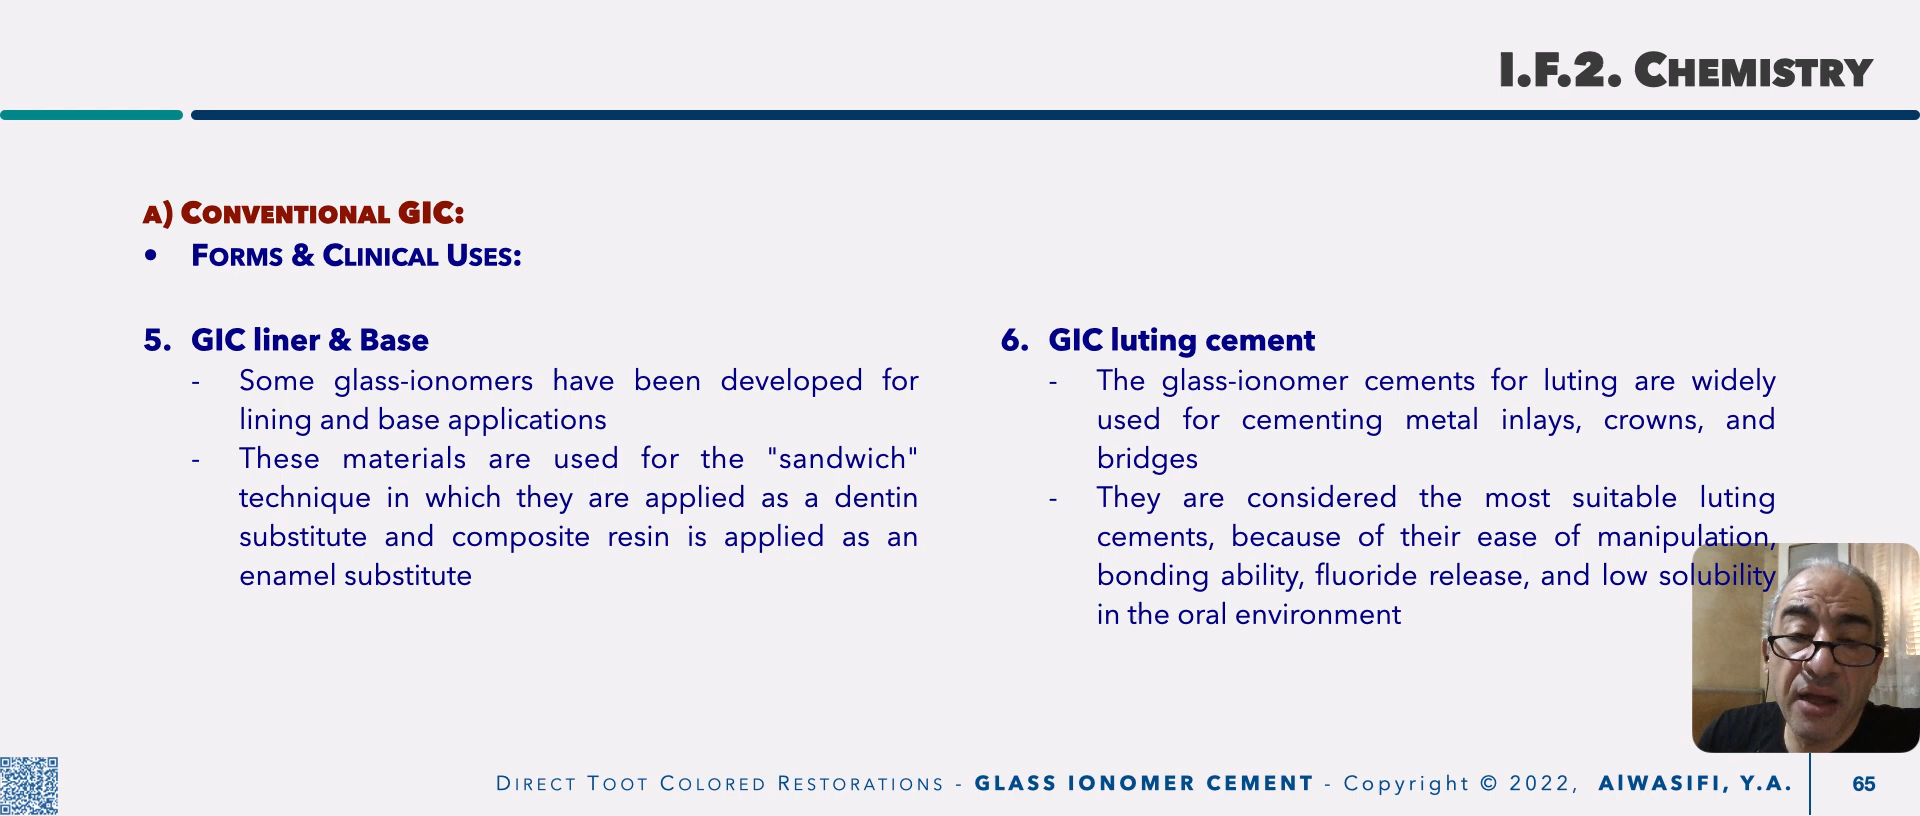 I.F.2. CHEMISTRY
A) CONVENTIONAL GIC:
• FORMS & CLINICAL USES:
5. GIC liner & Base
- Some glass-ionomers have been developed for
lining and base applications
- These materials are used for the "sandwich"
technique in which they are applied as a dentin
substitute and composite resin is applied as an
enamel substitute
6. GIC luting cement
- The glass-ionomer cements for luting are widely
used for cementing metal inlays, crowns, and
bridges
- They are considered the most suitable luting
cements, because of their ease of manipulation,
bonding ability, fluoride release, and low solubility
in the oral environment
DIRECT TOOT COLORED RESTORATIONS - GLASS IONOMER CEMENT - Copyright © 2022, AlWASIFI, Y.A. 65